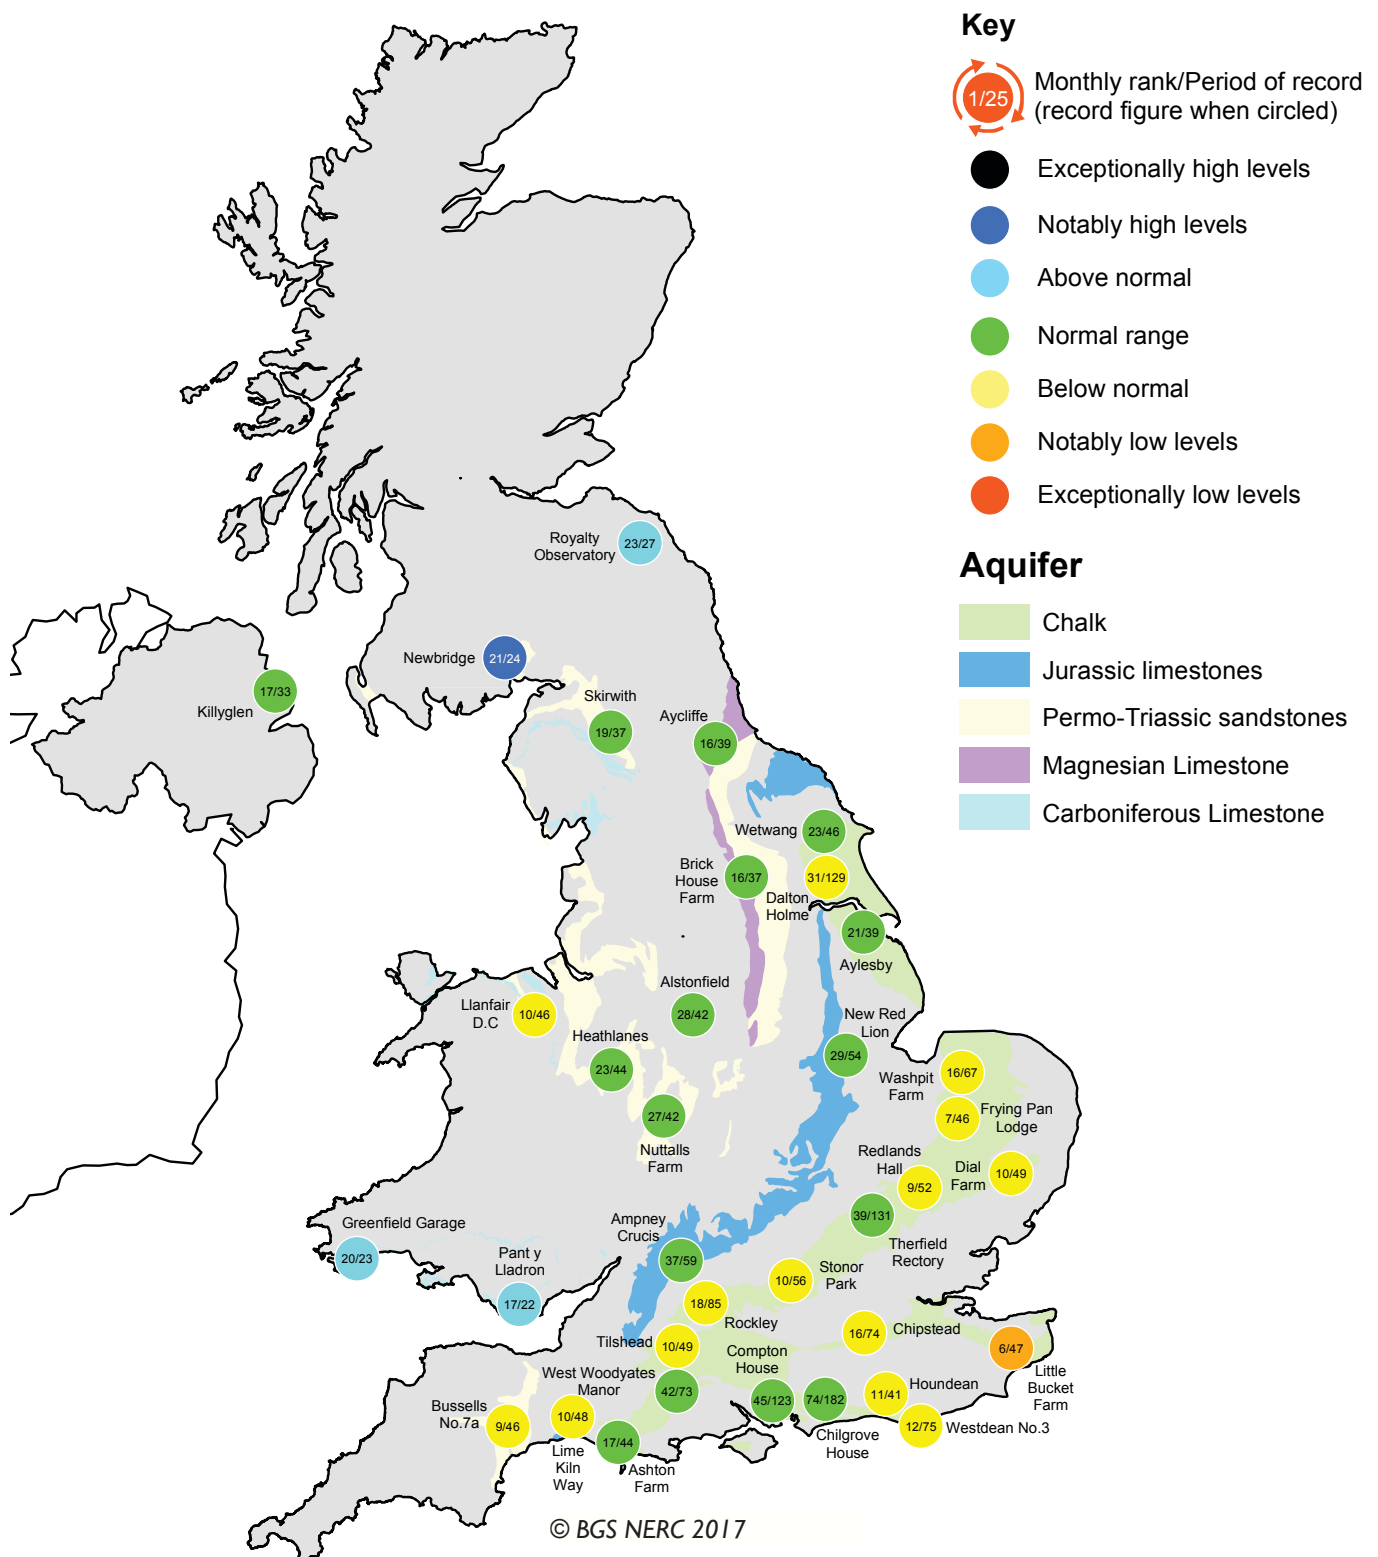 Key
1/25
Monthly rank/Period of record
(record figure when circled)
Exceptionally high levels
Notably high levels
Above normal
Normal range
Below normal
Notably low levels
Exceptionally low levels
Aquifer
Chalk
Jurassic limestones
Permo-Triassic sandstones
Magnesian Limestone
Carboniferous Limestone
Royalty
Observatory
23/27
Newbridge
21/24
Killyglen
17/33
Skirwith
19/37
Aycliffe
16/39
Wetwang
23/46
Brick
House
Farm
16/37
31/129
Dalton
Holme
21/39
Aylesby
Llanfair
D.C
10/46
Alstonfield
28/42
Heathlanes
23/44
New Red
Lion
29/54
Washpit
Farm
16/67
7/46
Frying Pan
Lodge
27/42
Nuttalls
Farm
Redlands
Hall
9/52
Dial
Farm
10/49
39/131
Therfield
Rectory
Greenfield Garage
20/23
Pant y
Lladron
17/22
Ampney
Crucis
37/59
10/56
Stonor
Park
18/85
Rockley
Tilshead
10/49
16/74
Chipstead
6/47
Little
Bucket
Farm
Compton
House
45/123
West Woodyates
Manor
42/73
74/182
Chilgrove
House
11/41
Houndean
12/75
Westdean No.3
Bussells
No.7a
9/46
10/48
Lime
Kiln
Way
17/44
Ashton
Farm
© BGS NERC 2017